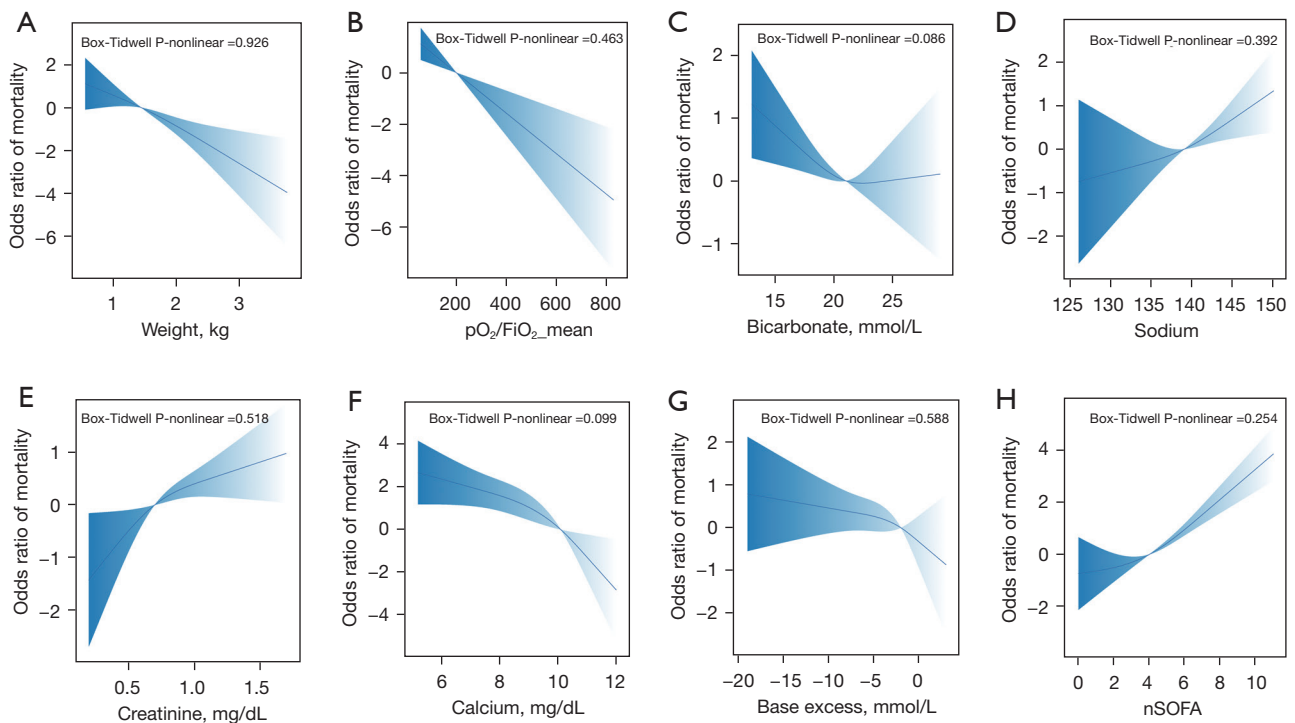 A
Box-Tidwell P-nonlinear =0.926
Odds ratio of mortality
2
0
−2
−4
−6
1
2
3
Weight, kg
B
Box-Tidwell P-nonlinear =0.463
Odds ratio of mortality
0
−2
−4
−6
200
400
600
800
pO₂/FiO₂_mean
C
Box-Tidwell P-nonlinear =0.086
Odds ratio of mortality
2
1
0
−1
15
20
25
Bicarbonate, mmol/L
D
Box-Tidwell P-nonlinear =0.392
Odds ratio of mortality
2
1
0
−1
−2
125
130
135
140
145
150
Sodium
E
Box-Tidwell P-nonlinear =0.518
Odds ratio of mortality
1
0
−2
0.5
1.0
1.5
Creatinine, mg/dL
F
Box-Tidwell P-nonlinear =0.099
Odds ratio of mortality
4
2
0
−2
−4
6
8
10
12
Calcium, mg/dL
G
Box-Tidwell P-nonlinear =0.588
Odds ratio of mortality
2
1
0
−1
−2
−20
−15
−10
−5
0
Base excess, mmol/L
H
Box-Tidwell P-nonlinear =0.254
Odds ratio of mortality
4
2
0
−2
0
2
4
6
8
10
nSOFA